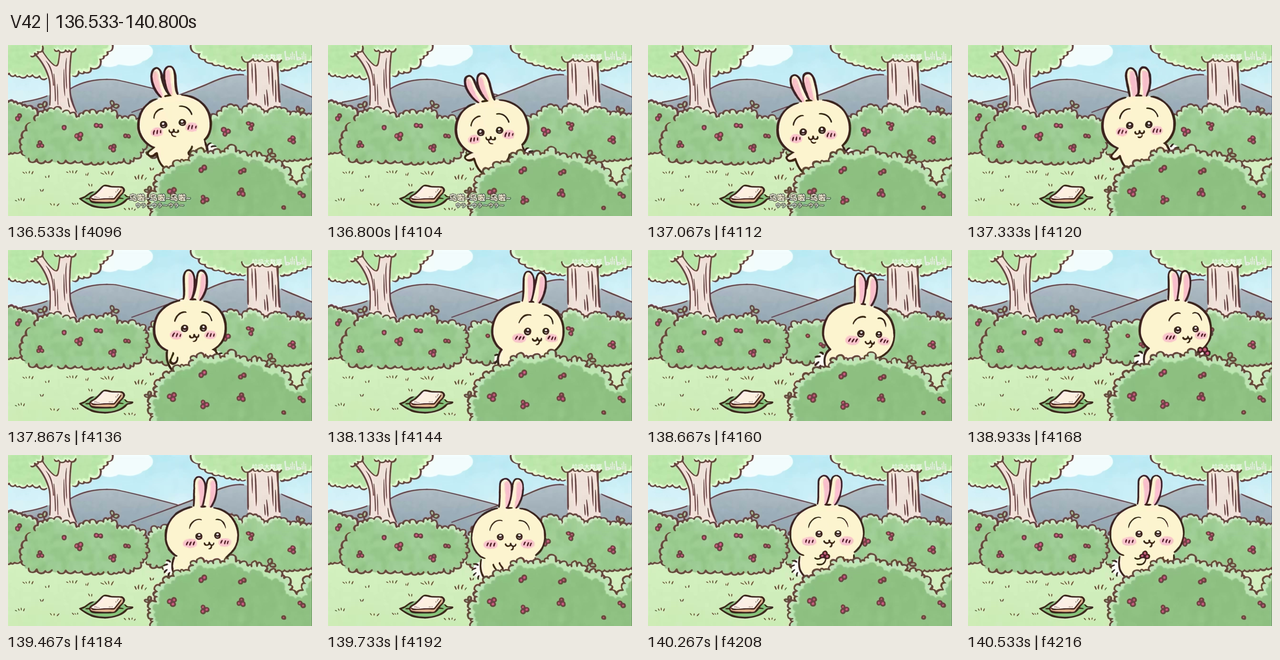 V42 | 136.533-140.800s
136.533s | f4096
136.800s | f4104
137.067s | f4112
137.333s | f4120
137.867s | f4136
138.133s | f4144
138.667s | f4160
138.933s | f4168
139.467s | f4184
139.733s | f4192
140.267s | f4208
140.533s | f4216